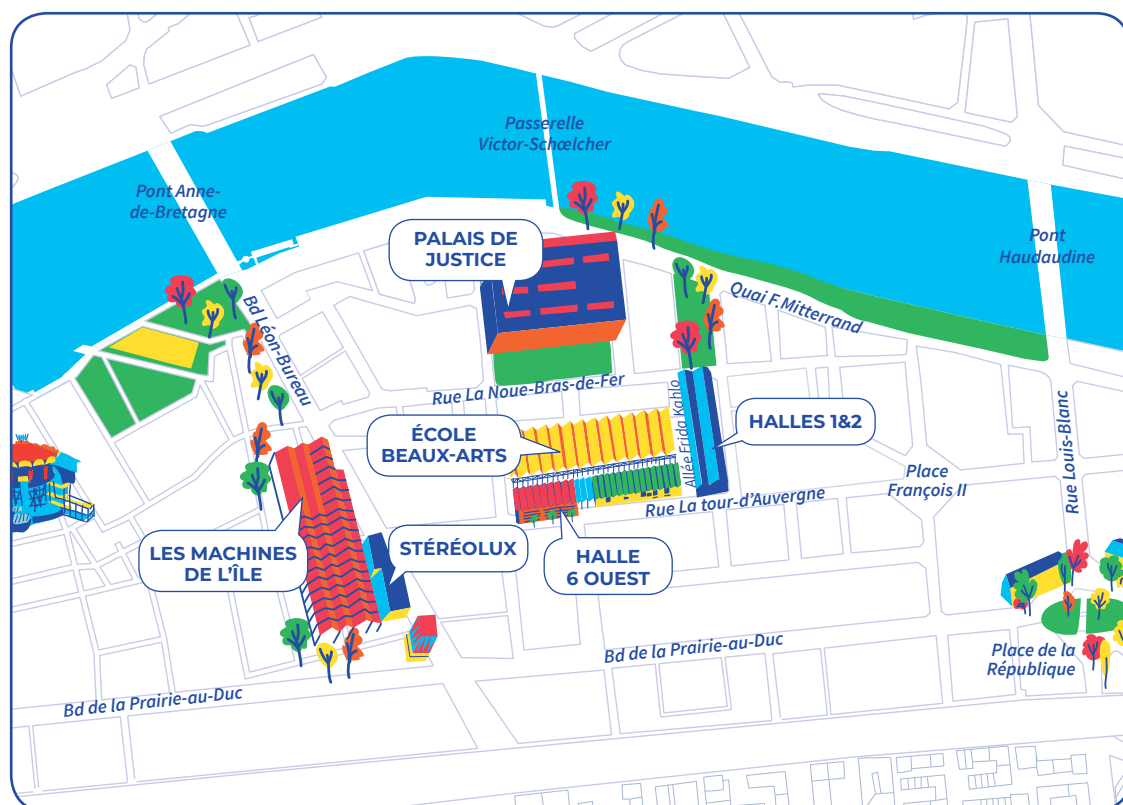 Passerelle
Victor-Schœlcher
Pont Anne-
de-Bretagne
Pont
Haudaudine
PALAIS DE
JUSTICE
Quai F.Mitterrand
Bd Léon-Bureau
Rue La Noue-Bras-de-Fer
Allée Frida Kahlo
HALLES 1&2
ÉCOLE
BEAUX-ARTS
Rue Louis-Blanc
Place
François II
Rue La tour-d'Auvergne
LES MACHINES
DE L'ÎLE
STÉRÉOLUX
HALLE
6 OUEST
Bd de la Prairie-au-Duc
Place de la
République
Bd de la Prairie-au-Duc